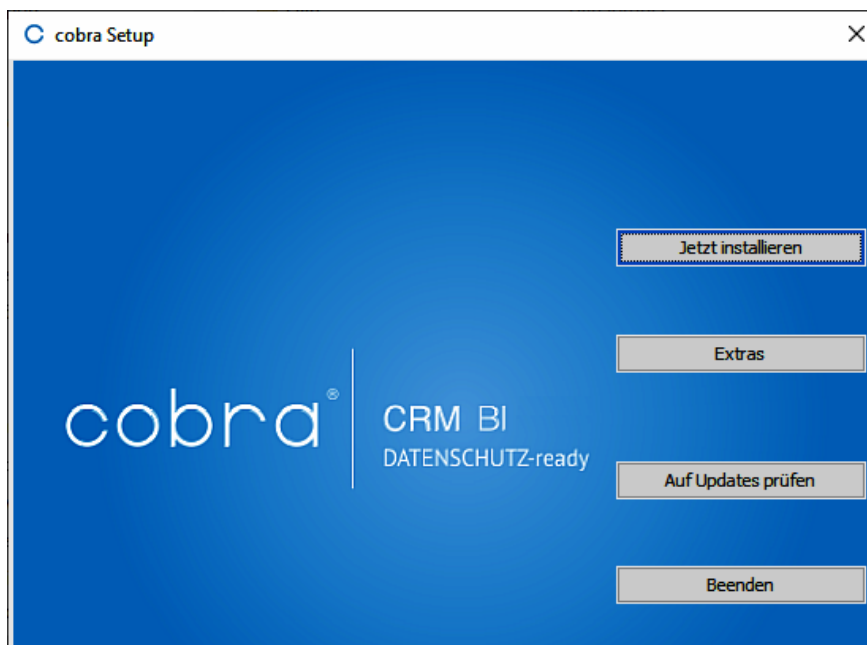 cobra Setup
Jetzt installieren
Extras
cobra®
CRM BI
DATENSCHUTZ-ready
Auf Updates prüfen
Beenden